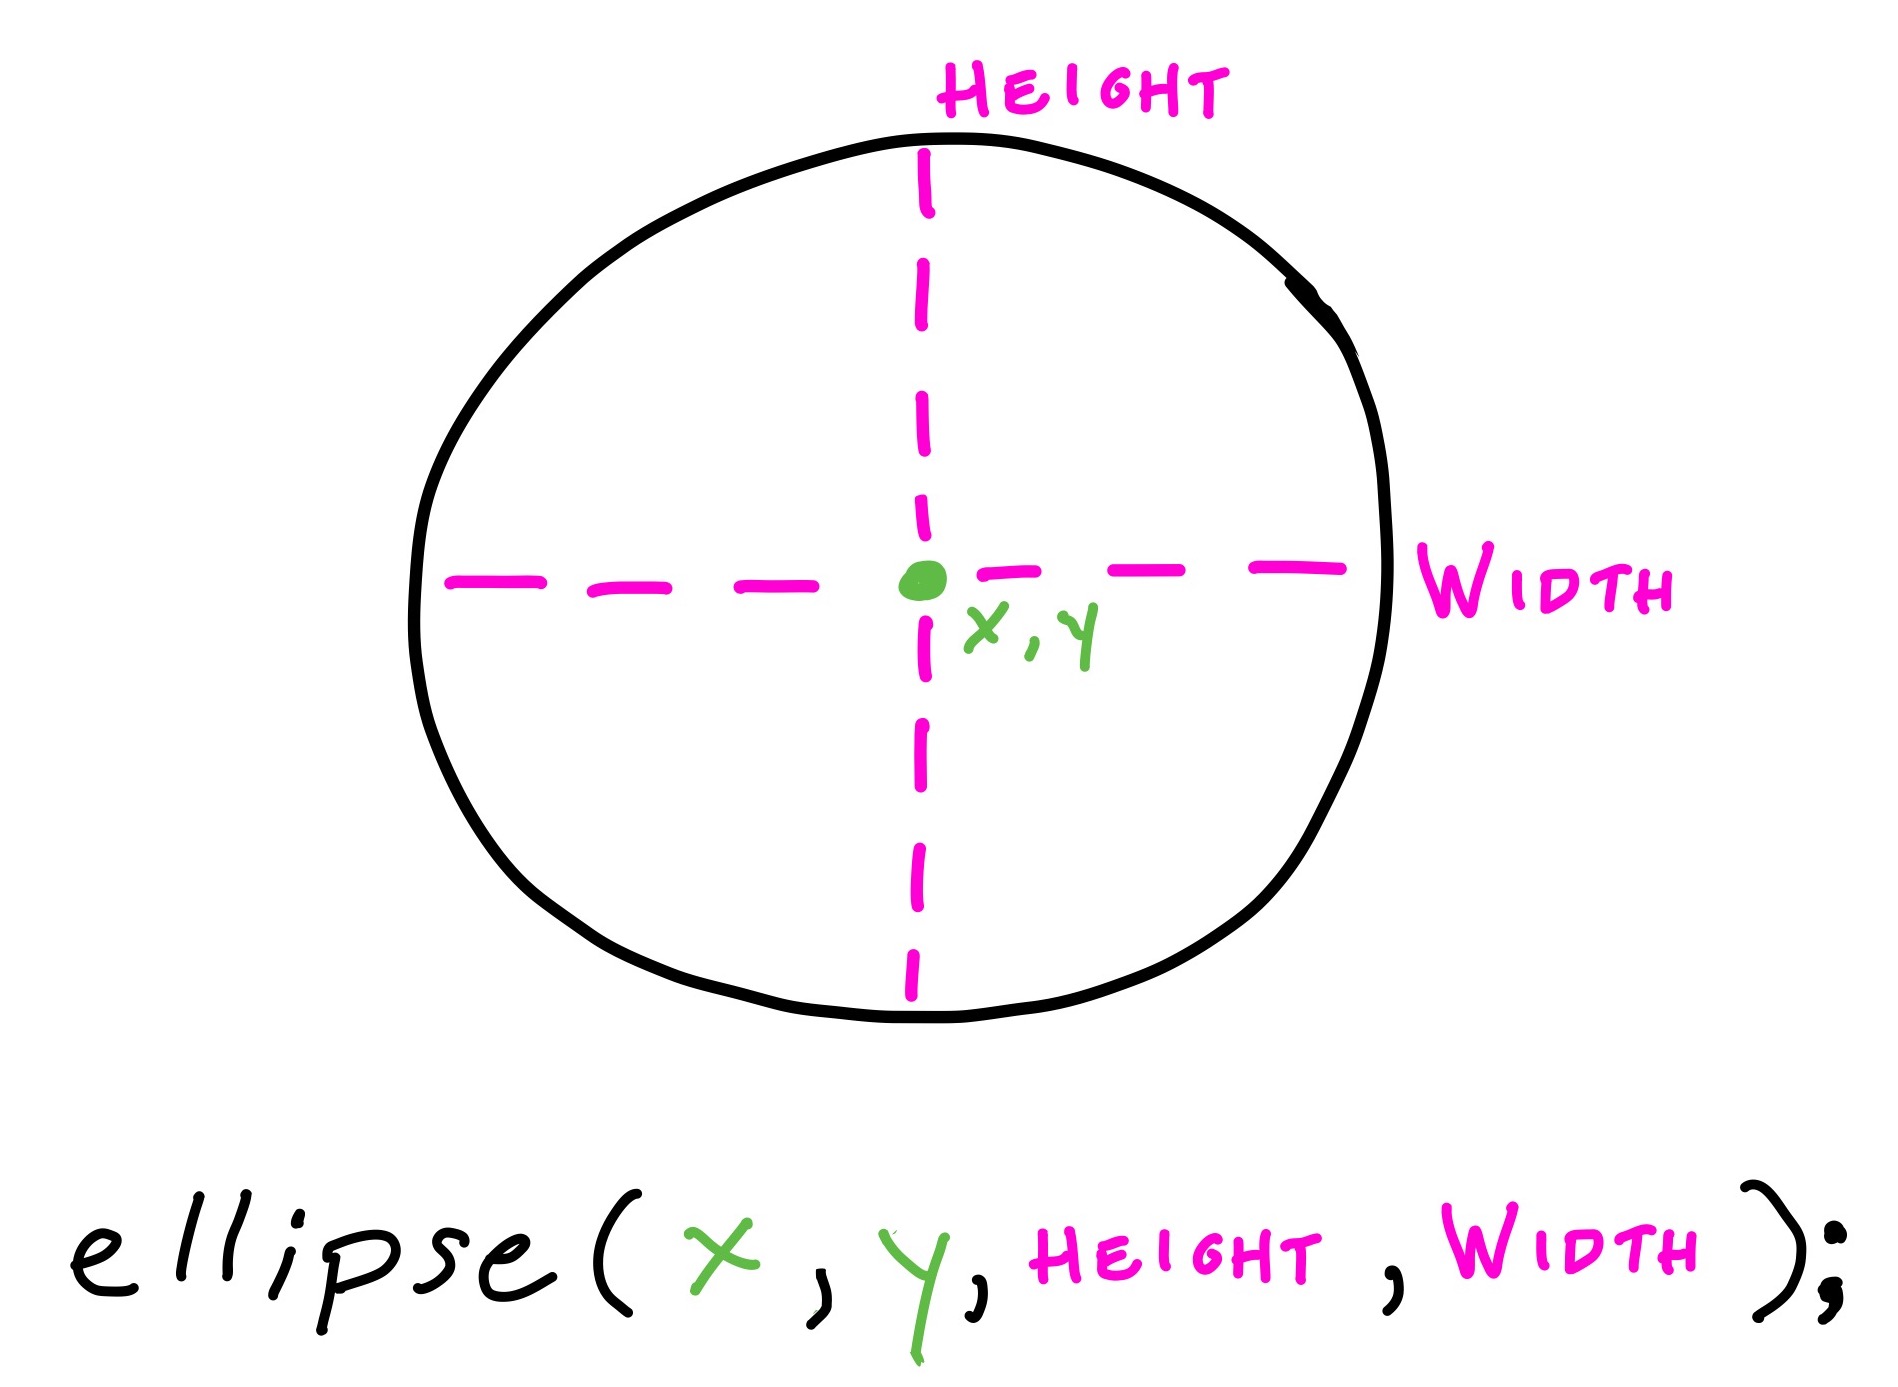 HEIGHT
WIDTH
x, y
ellipse(x, y, HEIGHT, WIDTH);